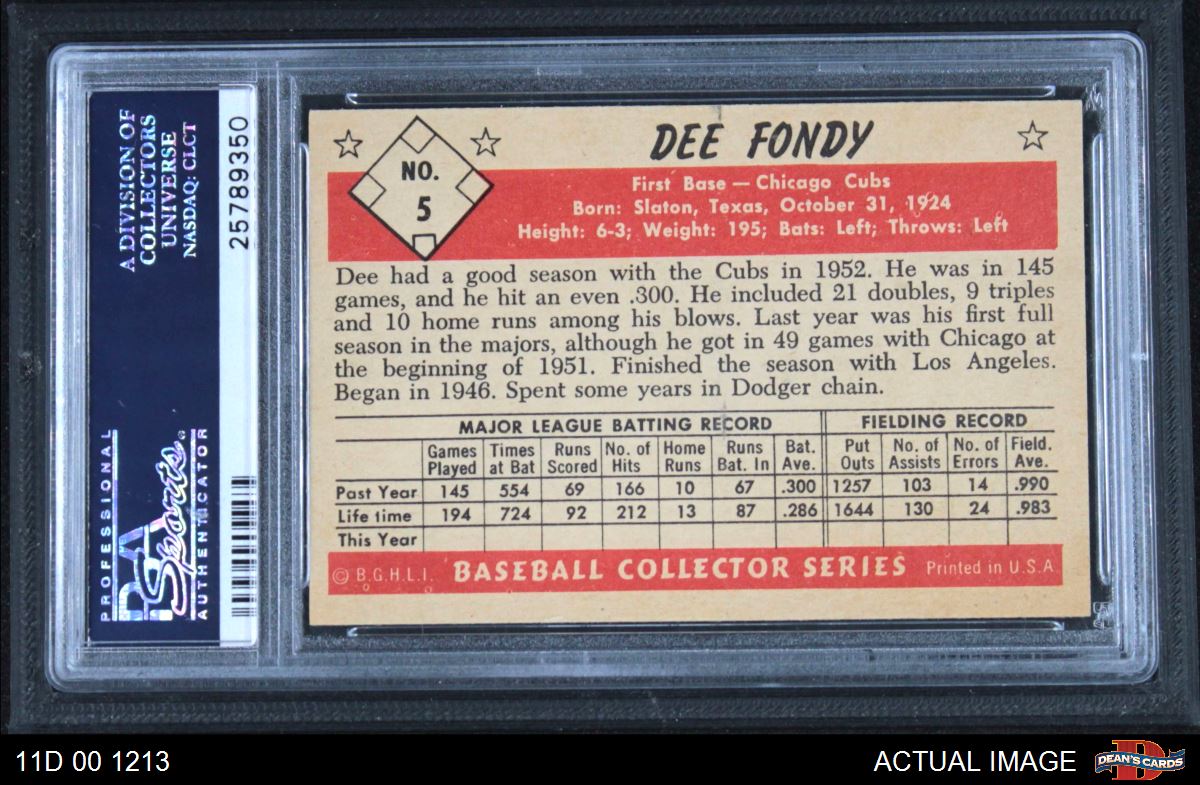 A DIVISION OF
COLLECTORS
UNIVERSE
NASDAQ: CLCT
PROFESSIONAL
PSA
Sports
AUTHENTICATOR
25789350
NO.
5
DEE FONDY
First Base — Chicago Cubs
Born: Slaton, Texas, October 31, 1924
Height: 6-3; Weight: 195; Bats: Left; Throws: Left
Dee had a good season with the Cubs in 1952. He was in 145
games, and he hit an even .300. He included 21 doubles, 9 triples
and 10 home runs among his blows. Last year was his first full
season in the majors, although he got in 49 games with Chicago at
the beginning of 1951. Finished the season with Los Angeles.
Began in 1946. Spent some years in Dodger chain.
MAJOR LEAGUE BATTING RECORD FIELDING RECORD
Games Times Runs No. of Home Runs Bat. Put No. of No. of Field.
Played at Bat Scored Hits Runs Bat. In Ave. Outs Assists Errors Ave.
Past Year 145 554 69 166 10 67 .300 1257 103 14 .990
Life time 194 724 92 212 13 87 .286 1644 130 24 .983
This Year
© B.G.H.L.I. BASEBALL COLLECTOR SERIES Printed in U.S.A.
11D 00 1213
ACTUAL IMAGE
D
DEAN'S CARDS